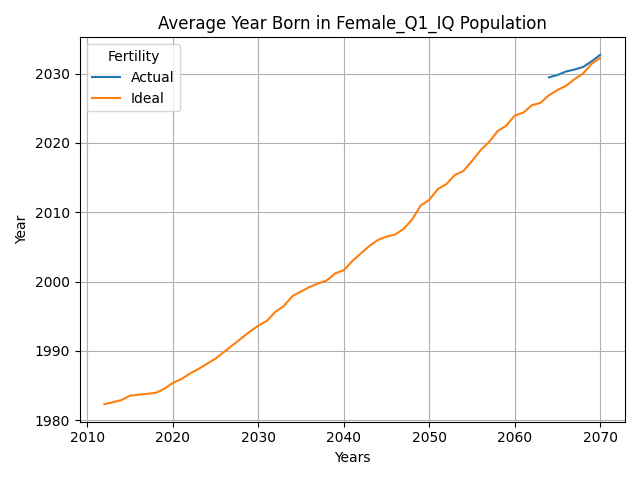 Average Year Born in Female_Q1_IQ Population
Fertility
Actual
Ideal
Year
2030
2020
2010
2000
1990
1980
2010 2020 2030 2040 2050 2060 2070
Years